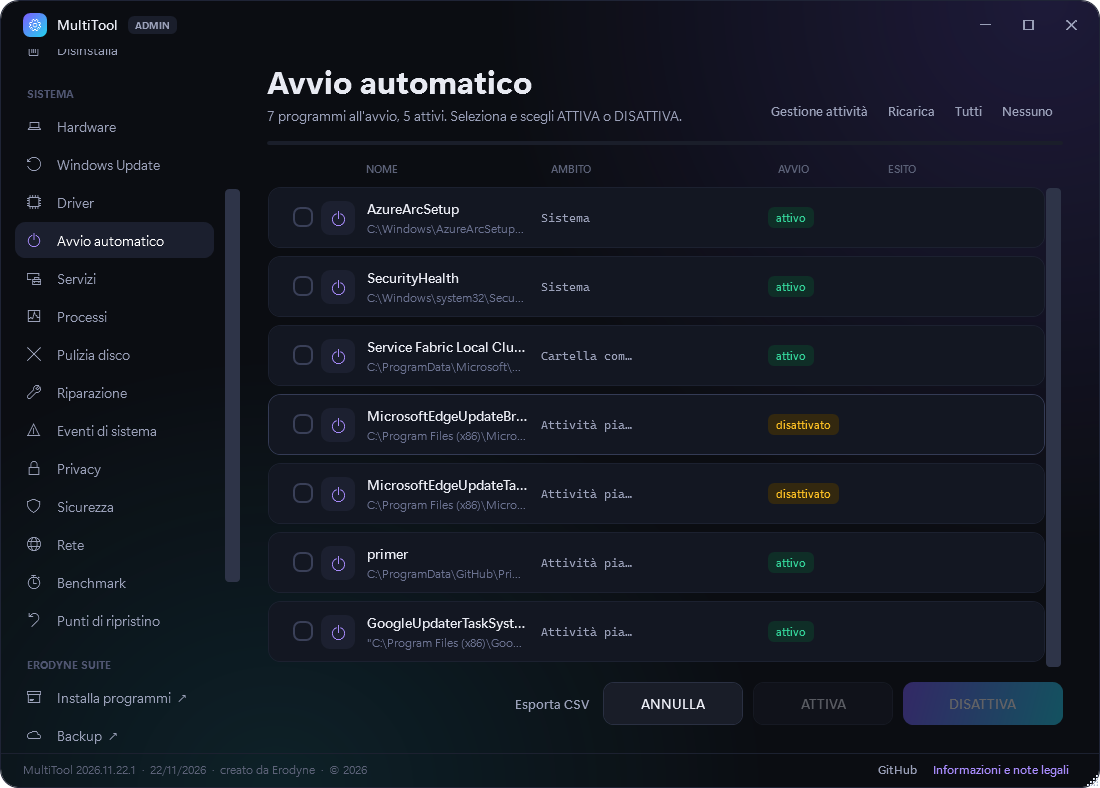 MultiTool ADMIN
Disinstalla
SISTEMA
Hardware
Windows Update
Driver
Avvio automatico
Servizi
Processi
Pulizia disco
Riparazione
Eventi di sistema
Privacy
Sicurezza
Rete
Benchmark
Punti di ripristino
ERODYNE SUITE
Installa programmi ↗
Backup ↗
Avvio automatico
7 programmi all'avvio, 5 attivi. Seleziona e scegli ATTIVA o DISATTIVA.
Gestione attività Ricarica Tutti Nessuno
NOME AMBITO AVVIO ESITO
AzureArcSetup
C:\Windows\AzureArcSetup...
Sistema
attivo
SecurityHealth
C:\Windows\system32\Secu...
Sistema
attivo
Service Fabric Local Clu...
C:\ProgramData\Microsoft\...
Cartella com…
attivo
MicrosoftEdgeUpdateBr...
C:\Program Files (x86)\Micro...
Attività pia…
disattivato
MicrosoftEdgeUpdateTa...
C:\Program Files (x86)\Micro...
Attività pia…
disattivato
primer
C:\ProgramData\GitHub\Pri...
Attività pia…
attivo
GoogleUpdaterTaskSyst...
"C:\Program Files (x86)\Goo...
Attività pia…
attivo
Esporta CSV ANNULLA ATTIVA DISATTIVA
MultiTool 2026.11.22.1 · 22/11/2026 · creato da Erodyne · © 2026
GitHub Informazioni e note legali